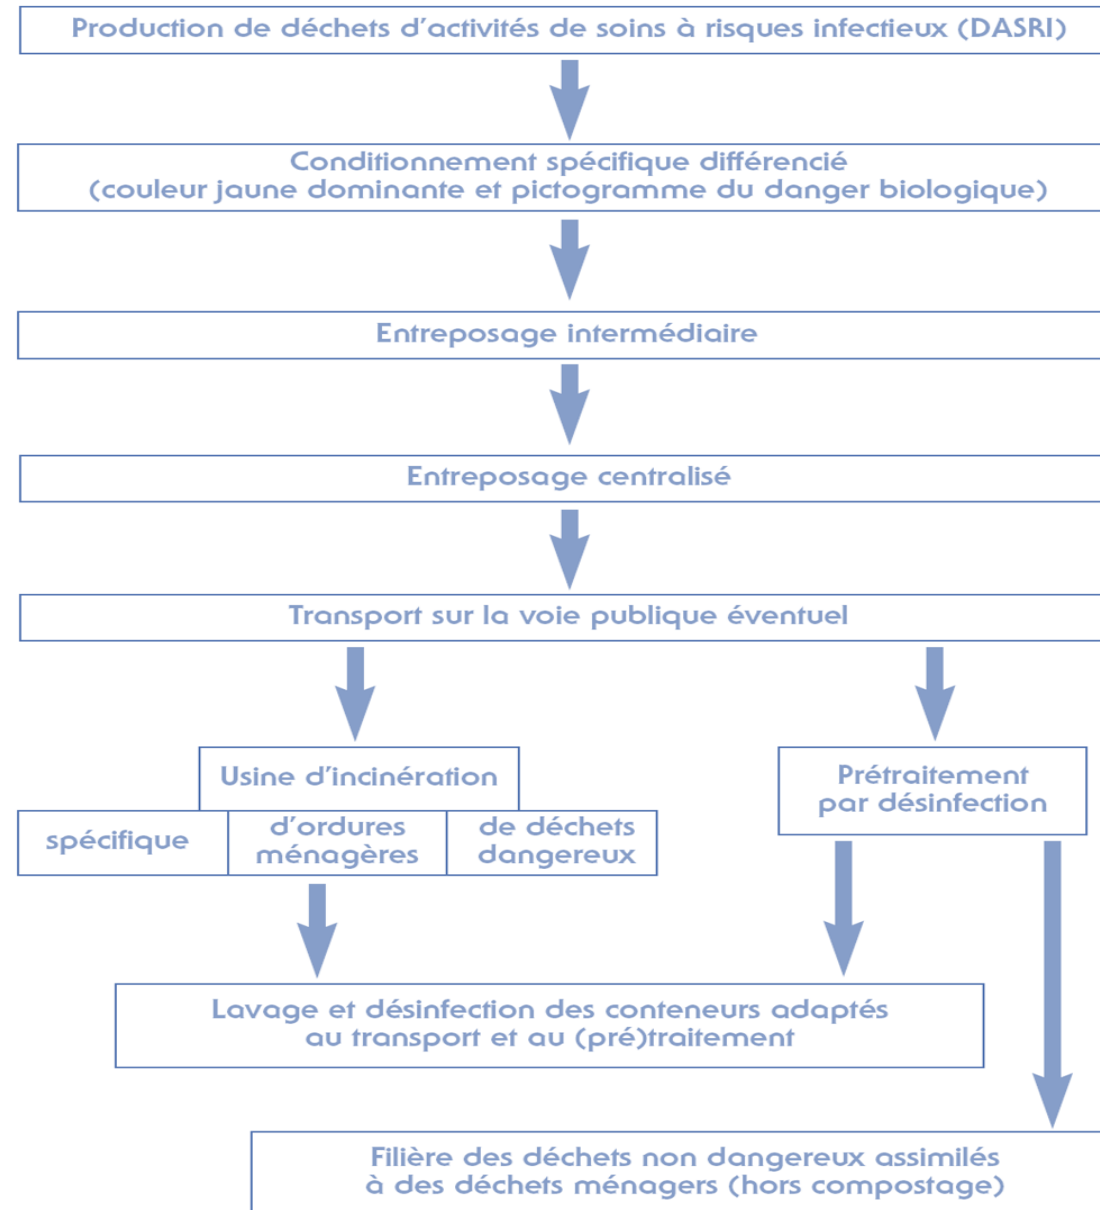 Production de déchets d’activités de soins à risques infectieux (DASRI)
Conditionnement spécifique différencié
(couleur jaune dominante et pictogramme du danger biologique)
Entreposage intermédiaire
Entreposage centralisé
Transport sur la voie publique éventuel
Usine d’incinération
spécifique
d’ordures
ménagères
de déchets
dangereux
Prétraitement
par désinfection
Lavage et désinfection des conteneurs adaptés
au transport et au (pré)traitement
Filière des déchets non dangereux assimilés
à des déchets ménagers (hors compostage)